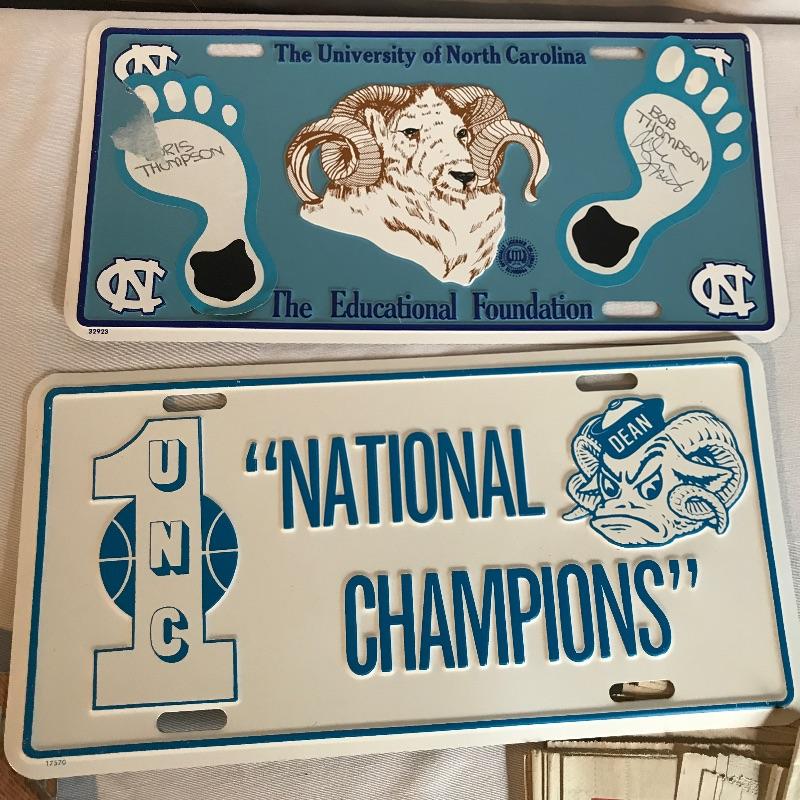 The University of North Carolina
NC
NC
THOMPSON
BOB
THOMPSON
NC
NC
The Educational Foundation
32923
DEAN
"NATIONAL
CHAMPIONS"
1
U
N
C
17570